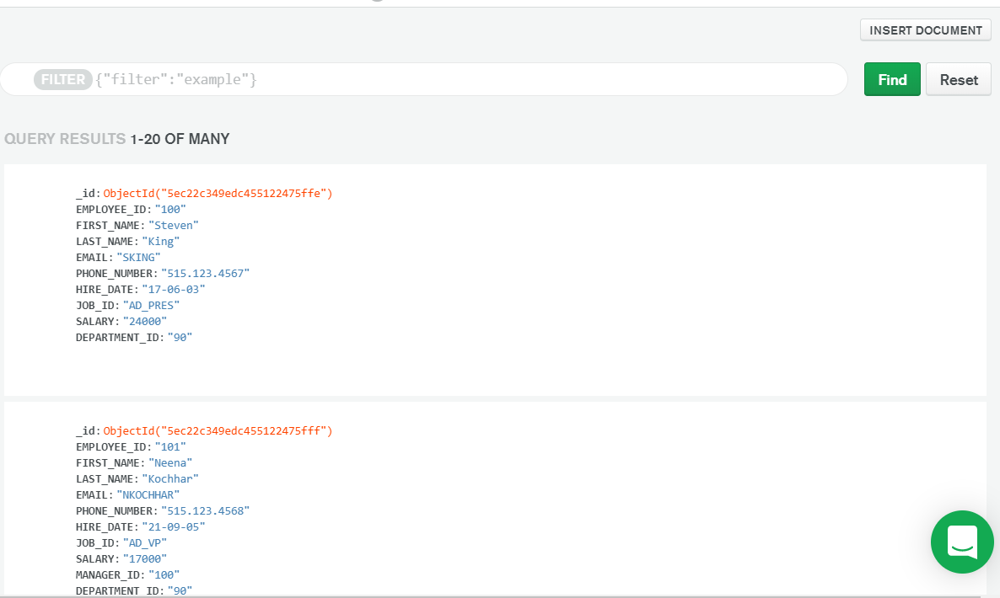 INSERT DOCUMENT
FILTER {"filter":"example"} Find Reset
QUERY RESULTS 1-20 OF MANY
_id: ObjectId("5ec22c349edc455122475ffe")
EMPLOYEE_ID: "100"
FIRST_NAME: "Steven"
LAST_NAME: "King"
EMAIL: "SKING"
PHONE_NUMBER: "515.123.4567"
HIRE_DATE: "17-06-03"
JOB_ID: "AD_PRES"
SALARY: "24000"
DEPARTMENT_ID: "90"
_id: ObjectId("5ec22c349edc455122475fff")
EMPLOYEE_ID: "101"
FIRST_NAME: "Neena"
LAST_NAME: "Kochhar"
EMAIL: "NKOCHHAR"
PHONE_NUMBER: "515.123.4568"
HIRE_DATE: "21-09-05"
JOB_ID: "AD_VP"
SALARY: "17000"
MANAGER_ID: "100"
DEPARTMENT_ID: "90"